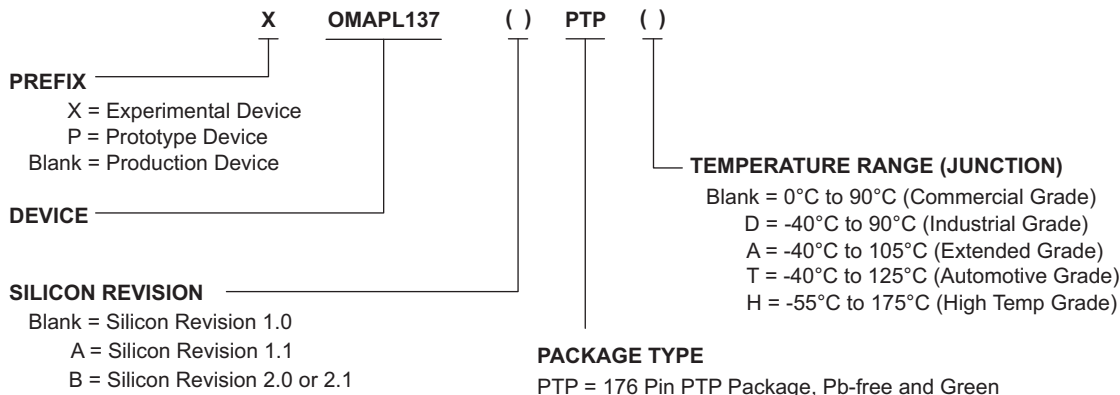 X OMAPL137 ( ) PTP ( )
PREFIX
X = Experimental Device
P = Prototype Device
Blank = Production Device
DEVICE
SILICON REVISION
Blank = Silicon Revision 1.0
A = Silicon Revision 1.1
B = Silicon Revision 2.0 or 2.1
TEMPERATURE RANGE (JUNCTION)
Blank = 0°C to 90°C (Commercial Grade)
D = -40°C to 90°C (Industrial Grade)
A = -40°C to 105°C (Extended Grade)
T = -40°C to 125°C (Automotive Grade)
H = -55°C to 175°C (High Temp Grade)
PACKAGE TYPE
PTP = 176 Pin PTP Package, Pb-free and Green